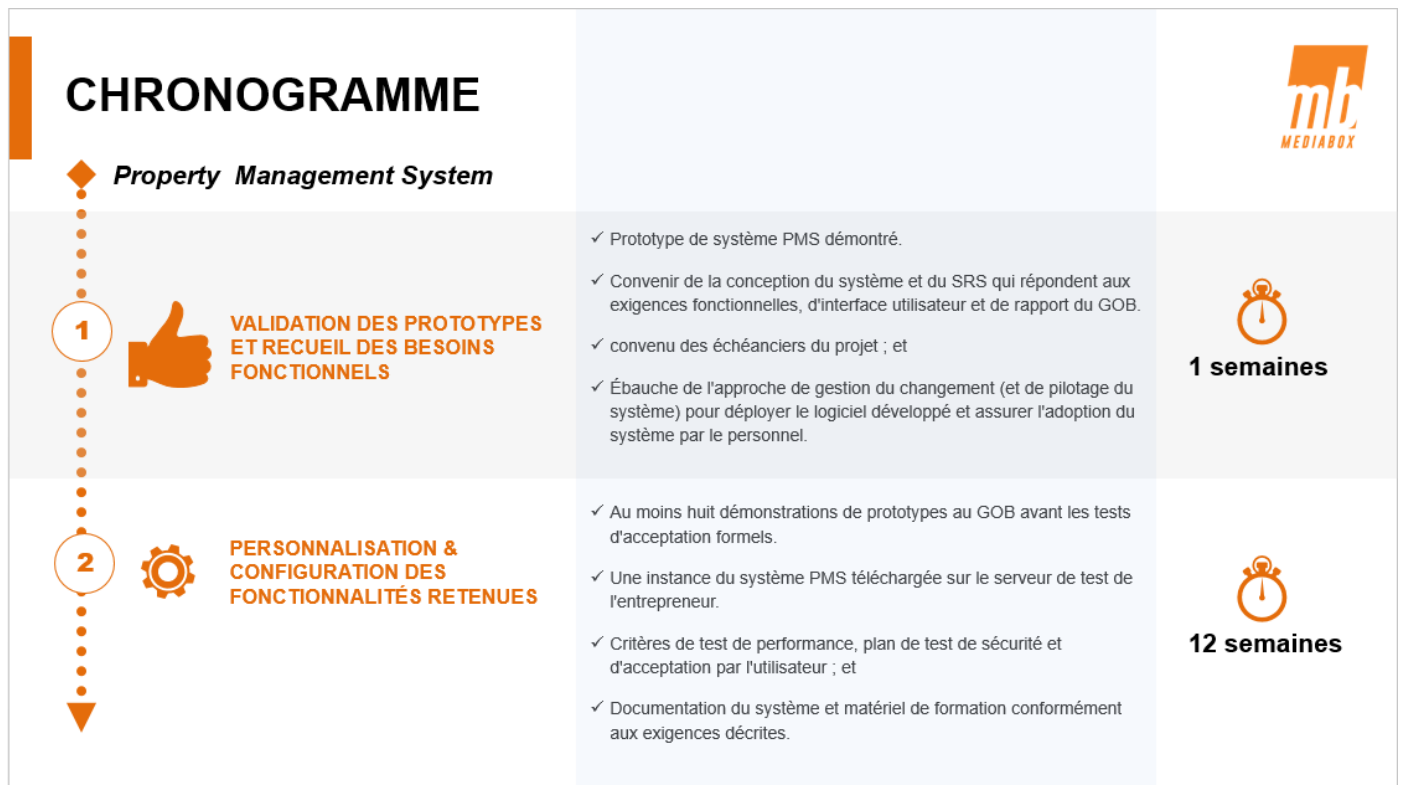 CHRONOGRAMME
mb
MEDIABOX
Property Management System
1
VALIDATION DES PROTOTYPES
ET RECUEIL DES BESOINS
FONCTIONNELS
✓ Prototype de système PMS démontré.
✓ Convenir de la conception du système et du SRS qui répondent aux
exigences fonctionnelles, d'interface utilisateur et de rapport du GOB.
✓ convenu des échéanciers du projet ; et
✓ Ébauche de l'approche de gestion du changement (et de pilotage du
système) pour déployer le logiciel développé et assurer l'adoption du
système par le personnel.
1 semaines
2
PERSONNALISATION &
CONFIGURATION DES
FONCTIONNALITÉS RETENUES
✓ Au moins huit démonstrations de prototypes au GOB avant les tests
d'acceptation formels.
✓ Une instance du système PMS téléchargée sur le serveur de test de
l'entrepreneur.
✓ Critères de test de performance, plan de test de sécurité et
d'acceptation par l'utilisateur ; et
✓ Documentation du système et matériel de formation conformément
aux exigences décrites.
12 semaines